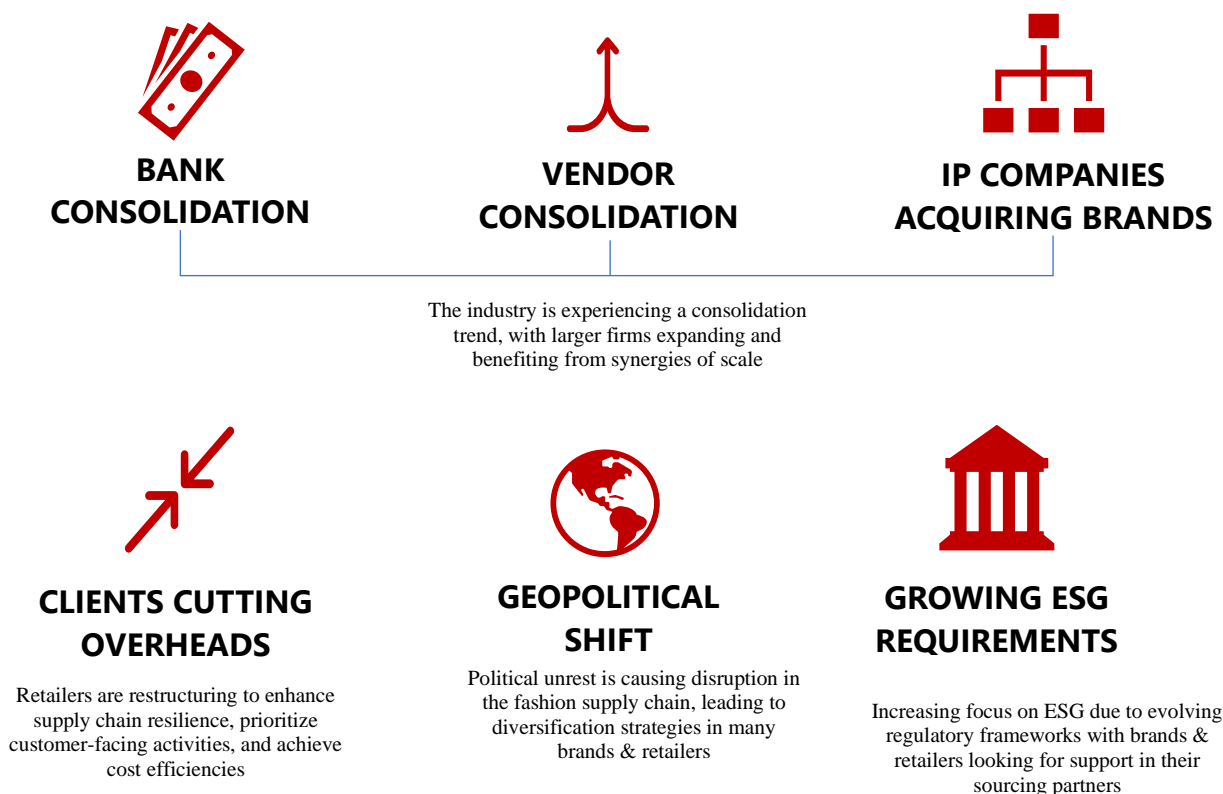 BANK
CONSOLIDATION
VENDOR
CONSOLIDATION
IP COMPANIES
ACQUIRING BRANDS
The industry is experiencing a consolidation
trend, with larger firms expanding and
benefiting from synergies of scale
CLIENTS CUTTING
OVERHEADS
Retailers are restructuring to enhance
supply chain resilience, prioritize
customer-facing activities, and achieve
cost efficiencies
GEOPOLITICAL
SHIFT
Political unrest is causing disruption in
the fashion supply chain, leading to
diversification strategies in many
brands & retailers
GROWING ESG
REQUIREMENTS
Increasing focus on ESG due to evolving
regulatory frameworks with brands &
retailers looking for support in their
sourcing partners